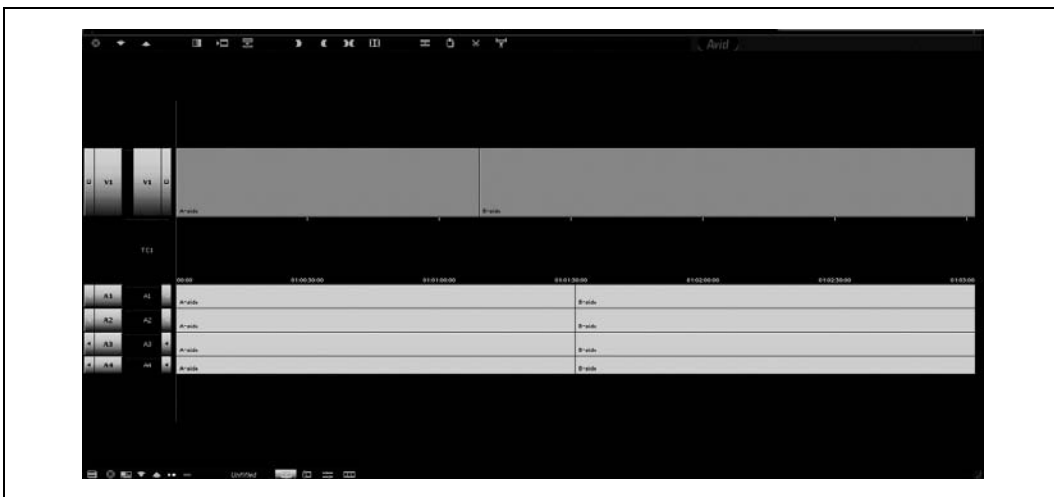 Avid
V1 V1
A-side B-side
TC1
00:00 01:00:30:00 01:01:00:00 01:01:30:00 01:02:00:00 01:02:30:00 01:03:00
A1 A1 A-side B-side
A2 A2 A-side B-side
A3 A3 A-side B-side
A4 A4 A-side B-side
Untitled